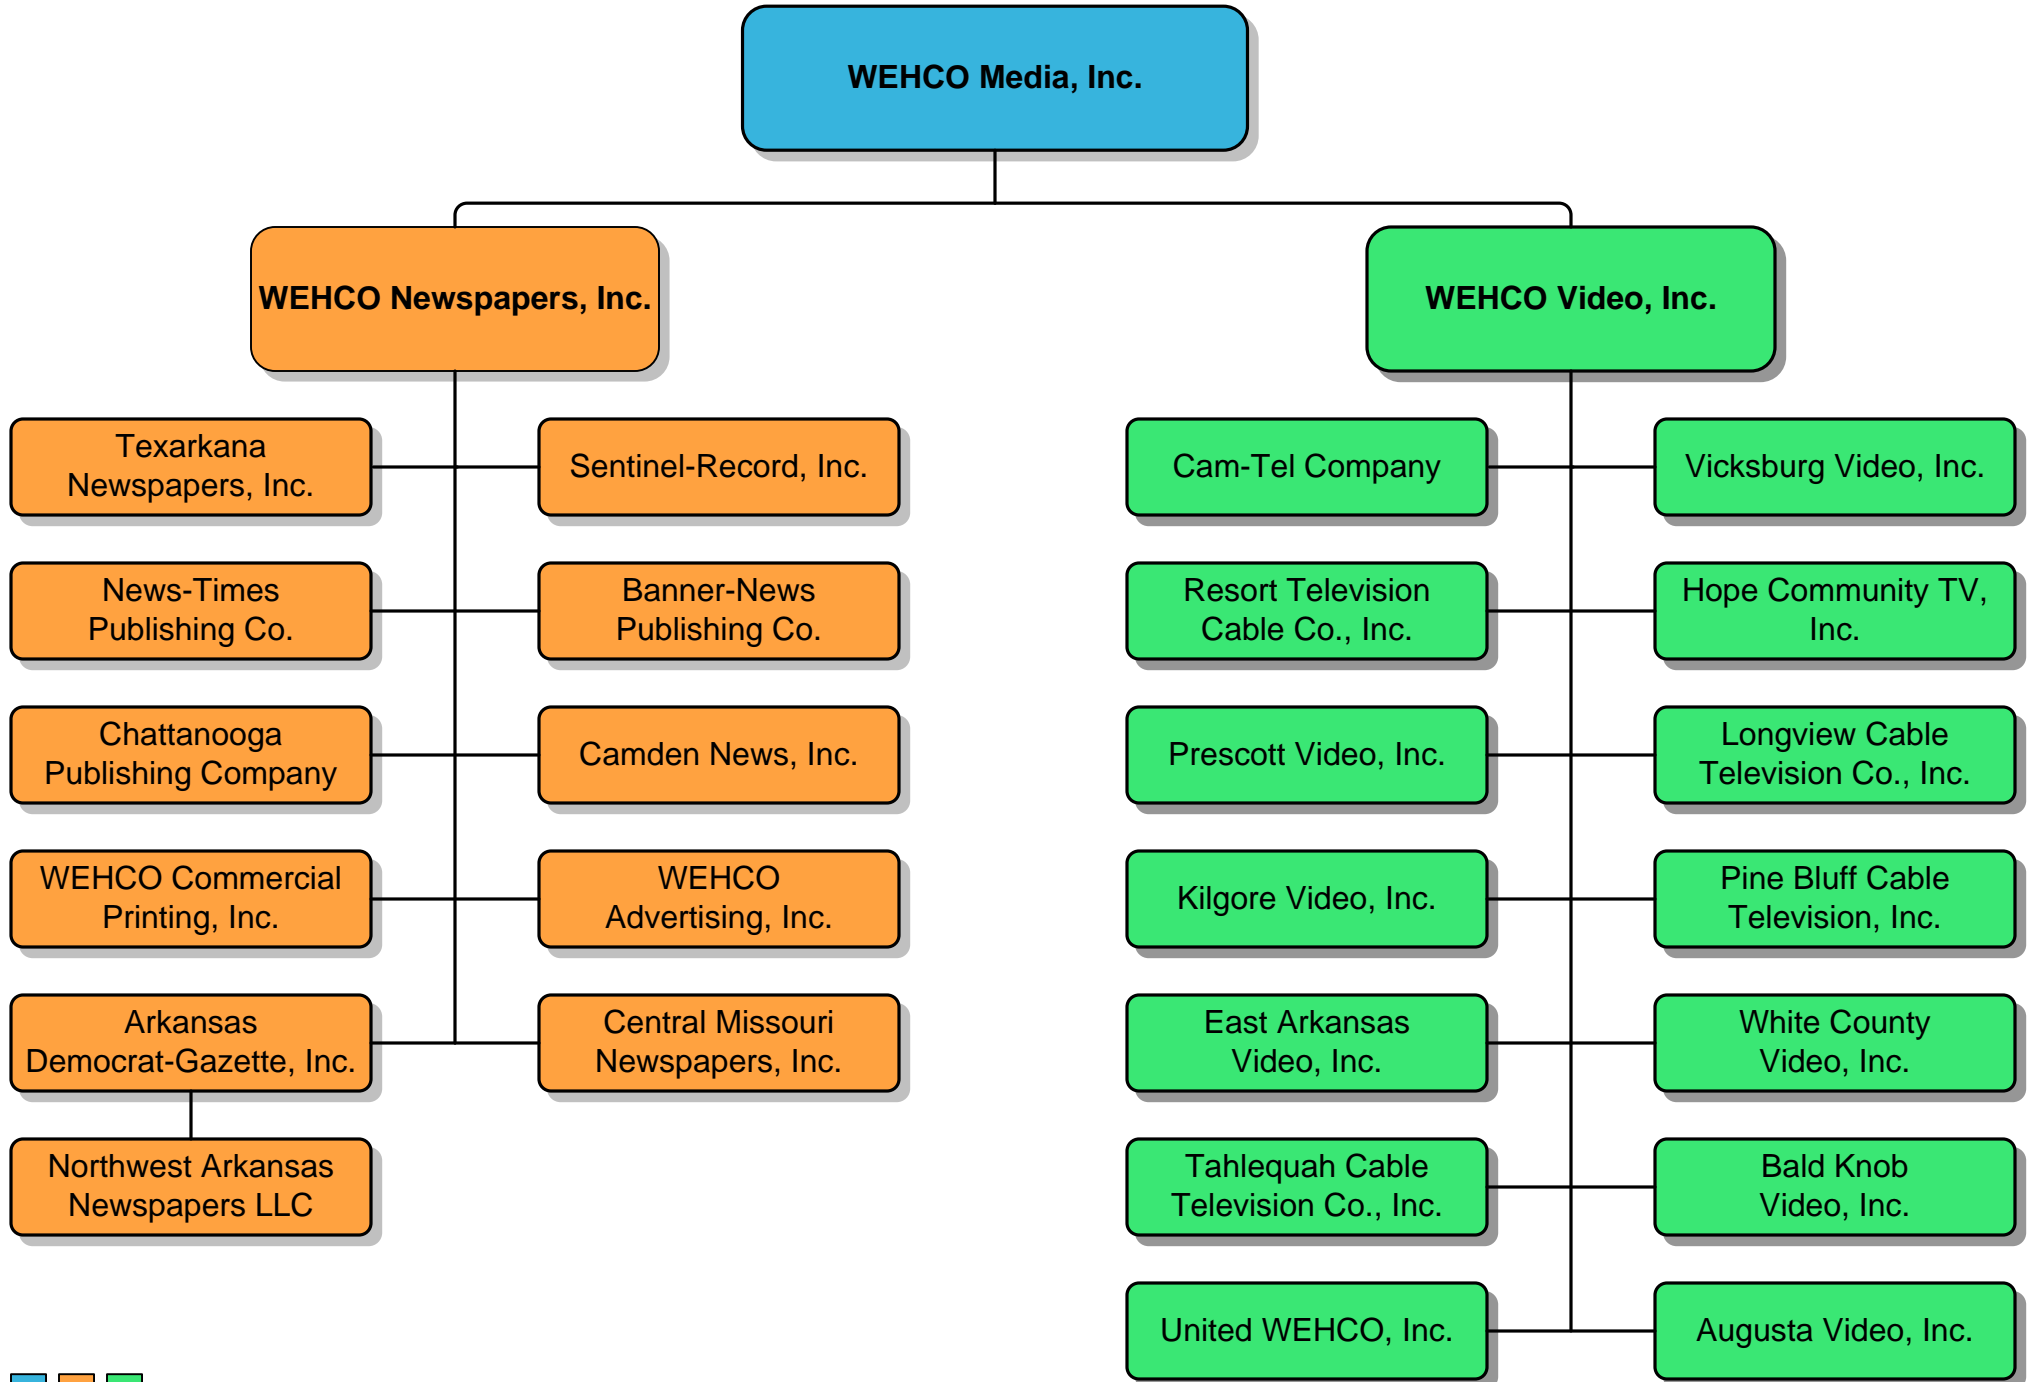 WEHCO Media, Inc.
WEHCO Newspapers, Inc.
WEHCO Video, Inc.
Texarkana
Newspapers, Inc.
Sentinel-Record, Inc.
News-Times
Publishing Co.
Banner-News
Publishing Co.
Chattanooga
Publishing Company
Camden News, Inc.
WEHCO Commercial
Printing, Inc.
WEHCO
Advertising, Inc.
Arkansas
Democrat-Gazette, Inc.
Central Missouri
Newspapers, Inc.
Northwest Arkansas
Newspapers LLC
Cam-Tel Company
Vicksburg Video, Inc.
Resort Television
Cable Co., Inc.
Hope Community TV,
Inc.
Prescott Video, Inc.
Longview Cable
Television Co., Inc.
Kilgore Video, Inc.
Pine Bluff Cable
Television, Inc.
East Arkansas
Video, Inc.
White County
Video, Inc.
Tahlequah Cable
Television Co., Inc.
Bald Knob
Video, Inc.
United WEHCO, Inc.
Augusta Video, Inc.